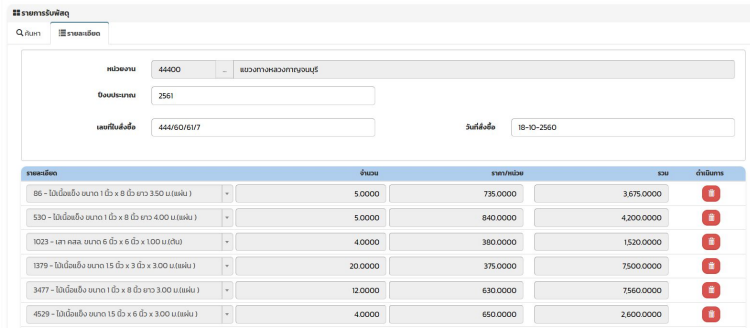 รายการรับพัสดุ
ค้นหา รายละเอียด
หน่วยงาน 44400 ... แขวงทางหลวงกาญจนบุรี
ปีงบประมาณ 2561
เลขที่ใบสั่งซื้อ 444/60/61/7 วันที่สั่งซื้อ 18-10-2560
รายละเอียด จำนวน ราคา/หน่วย รวม ดำเนินการ
86 - ไม้เนื้อแข็ง ขนาด 1 นิ้ว x 8 นิ้ว ยาว 3.50 ม.(แผ่น ) 5.0000 735.0000 3,675.0000
530 - ไม้เนื้อแข็ง ขนาด 1 นิ้ว x 8 นิ้ว ยาว 4.00 ม.(แผ่น ) 5.0000 840.0000 4,200.0000
1023 - เสา คสล. ขนาด 6 นิ้ว x 6 นิ้ว x 1.00 ม.(ต้น) 4.0000 380.0000 1,520.0000
1379 - ไม้เนื้อแข็ง ขนาด 1.5 นิ้ว x 3 นิ้ว x 3.00 ม.(แผ่น ) 20.0000 375.0000 7,500.0000
3477 - ไม้เนื้อแข็ง ขนาด 1 นิ้ว x 8 นิ้ว ยาว 3.00 ม.(แผ่น ) 12.0000 630.0000 7,560.0000
4529 - ไม้เนื้อแข็ง ขนาด 1.5 นิ้ว x 6 นิ้ว x 3.00 ม.(แผ่น ) 4.0000 650.0000 2,600.0000